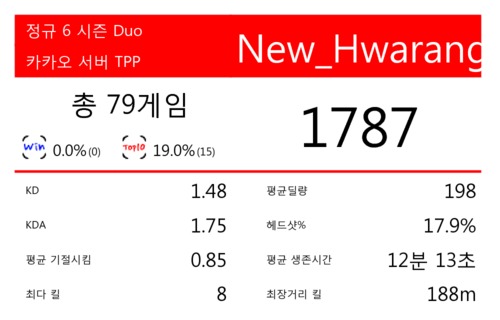 정규 6 시즌 Duo
카카오 서버 TPP
New_Hwarang
총 79게임
Win 0.0%(0) Top10 19.0%(15)
1787
KD 1.48
KDA 1.75
평균 기절시킴 0.85
최다 킬 8
평균딜량 198
헤드샷% 17.9%
평균 생존시간 12분 13초
최장거리 킬 188m